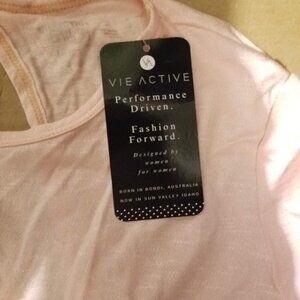 VIE ACTIVE
Performance
Driven.
Fashion
Forward.
Designed by
women
for women
BORN IN BONDI, AUSTRALIA
NOW IN SUN VALLEY IDAHO